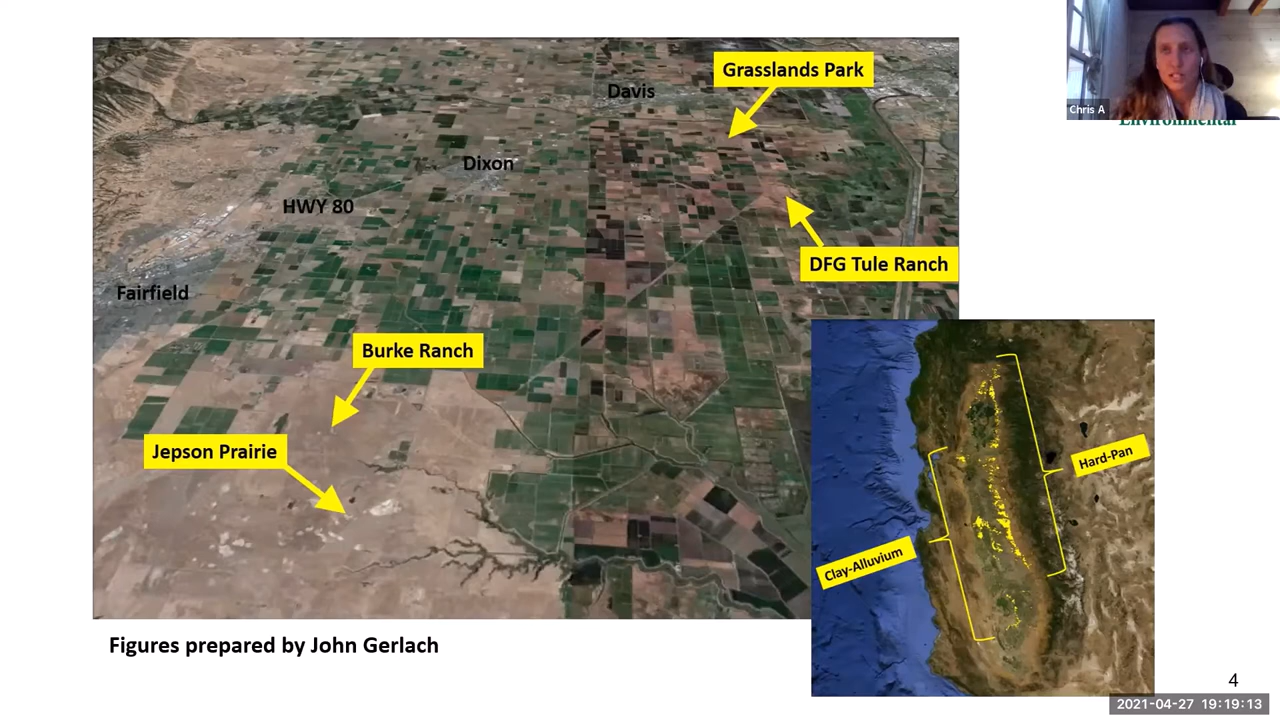 Grasslands Park
Davis
Chris A
Environmental
Dixon
HWY 80
DFG Tule Ranch
Fairfield
Burke Ranch
Jepson Prairie
Hard-Pan
Clay-Alluvium
Figures prepared by John Gerlach
4
2021-04-27 19:19:13